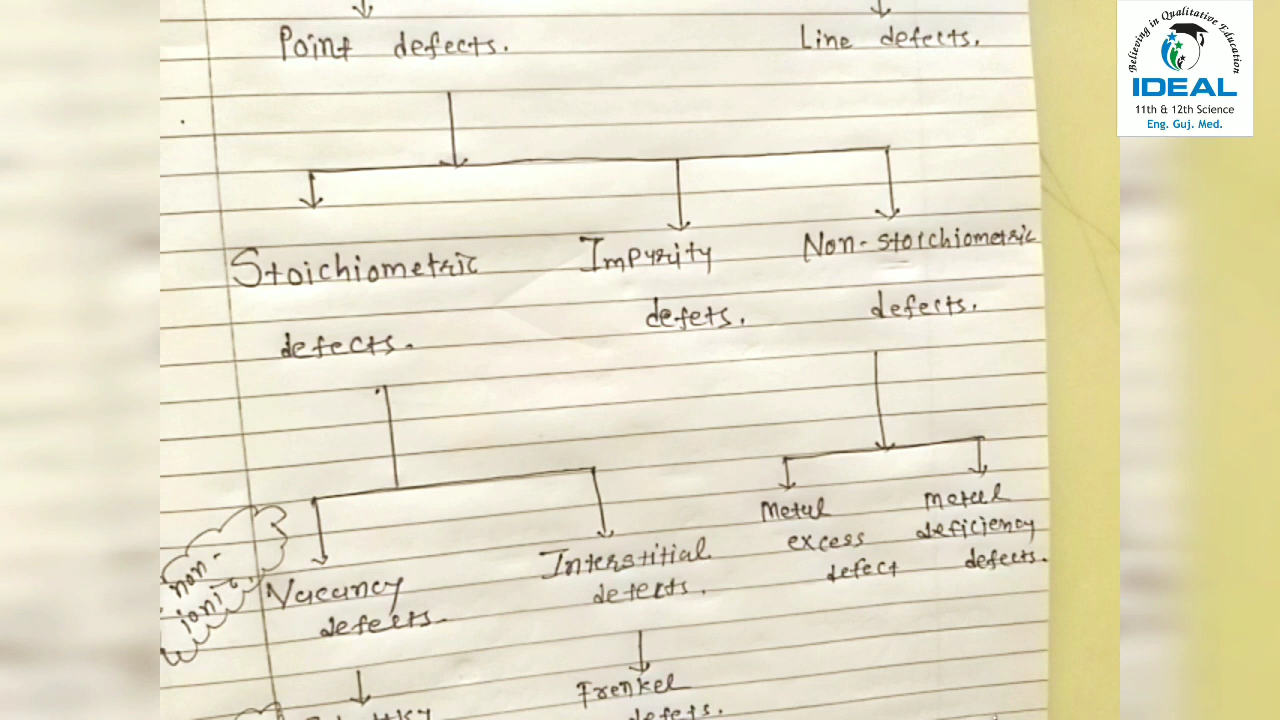 Point defects.
Line defects.
Stoichiometric
defects.
Impurity
defets.
Non-stoichiometric
defects.
Metal
excess
defect
Metal
deficiency
defects.
non-
ionic
Vacancy
defects.
Interstitial
defects.
Frenkel
defects.
Believing in Qualitative Education
IDEAL
11th & 12th Science
Eng. Guj. Med.